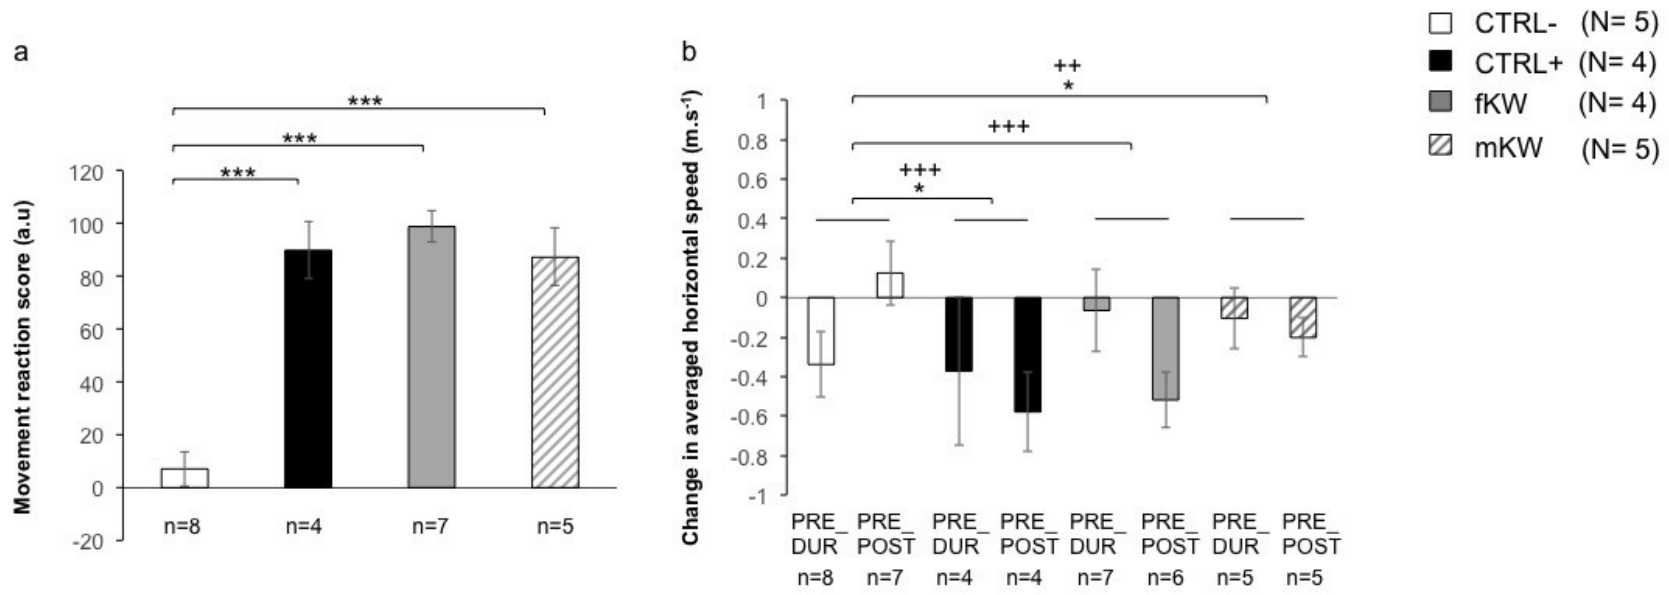 a
***
***
***
Movement reaction score (a.u)
120
100
80
60
40
20
0
-20
n=8
n=4
n=7
n=5
b
++
*
+++
+++
*
Change in averaged horizontal speed (m.s-1)
1
0.8
0.6
0.4
0.2
0
-0.2
-0.4
-0.6
-0.8
-1
PRE_ PRE_ PRE_ PRE_ PRE_ PRE_ PRE_ PRE_
DUR POST DUR POST DUR POST DUR POST
n=8 n=7 n=4 n=4 n=7 n=6 n=5 n=5
CTRL- (N= 5)
CTRL+ (N= 4)
fKW (N= 4)
mKW (N= 5)